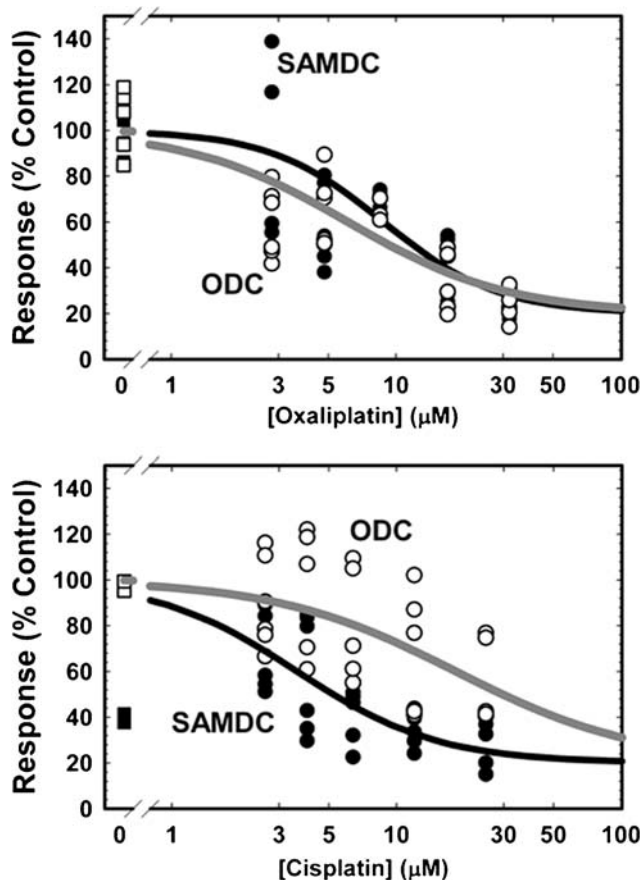 140
120
100
80
60
40
20
0
Response (% Control)
SAMDC
ODC
0 1 3 5 10 30 50 100
[Oxaliplatin] (μM)
140
120
100
80
60
40
20
0
Response (% Control)
ODC
SAMDC
0 1 3 5 10 30 50 100
[Cisplatin] (μM)